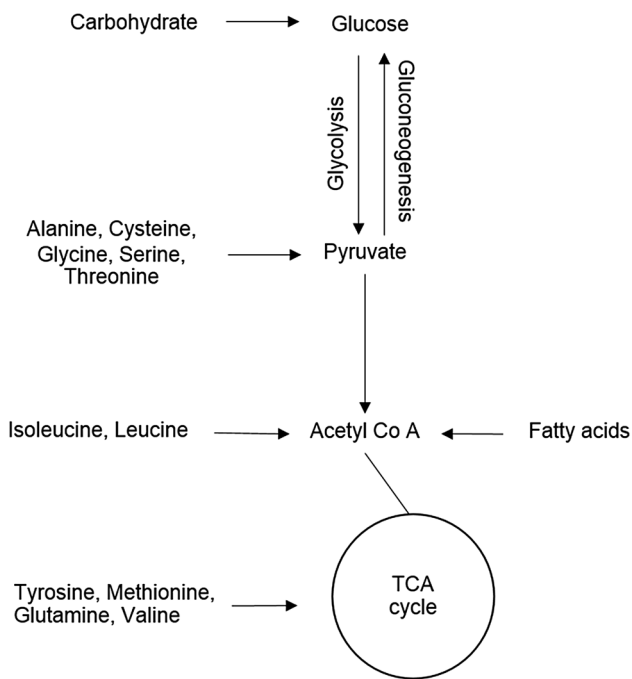 Carbohydrate
Glucose
Glycolysis
Gluconeogenesis
Alanine, Cysteine,
Glycine, Serine,
Threonine
Pyruvate
Isoleucine, Leucine
Acetyl Co A
Fatty acids
Tyrosine, Methionine,
Glutamine, Valine
TCA
cycle